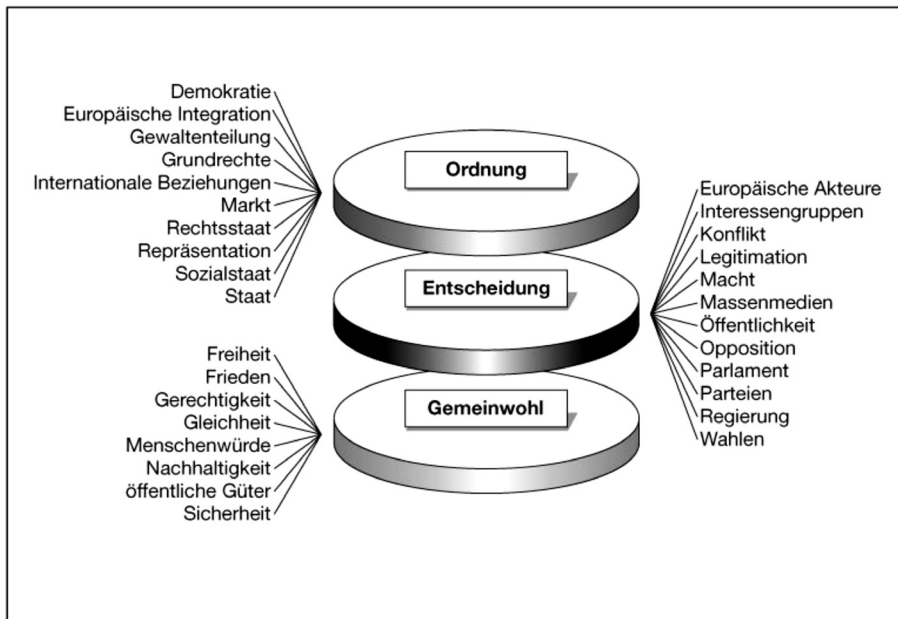 Demokratie
Europäische Integration
Gewaltenteilung
Grundrechte
Internationale Beziehungen
Markt
Rechtsstaat
Repräsentation
Sozialstaat
Staat
Ordnung
Entscheidung
Europäische Akteure
Interessengruppen
Konflikt
Legitimation
Macht
Massenmedien
Öffentlichkeit
Opposition
Parlament
Parteien
Regierung
Wahlen
Freiheit
Frieden
Gerechtigkeit
Gleichheit
Menschenwürde
Nachhaltigkeit
öffentliche Güter
Sicherheit
Gemeinwohl